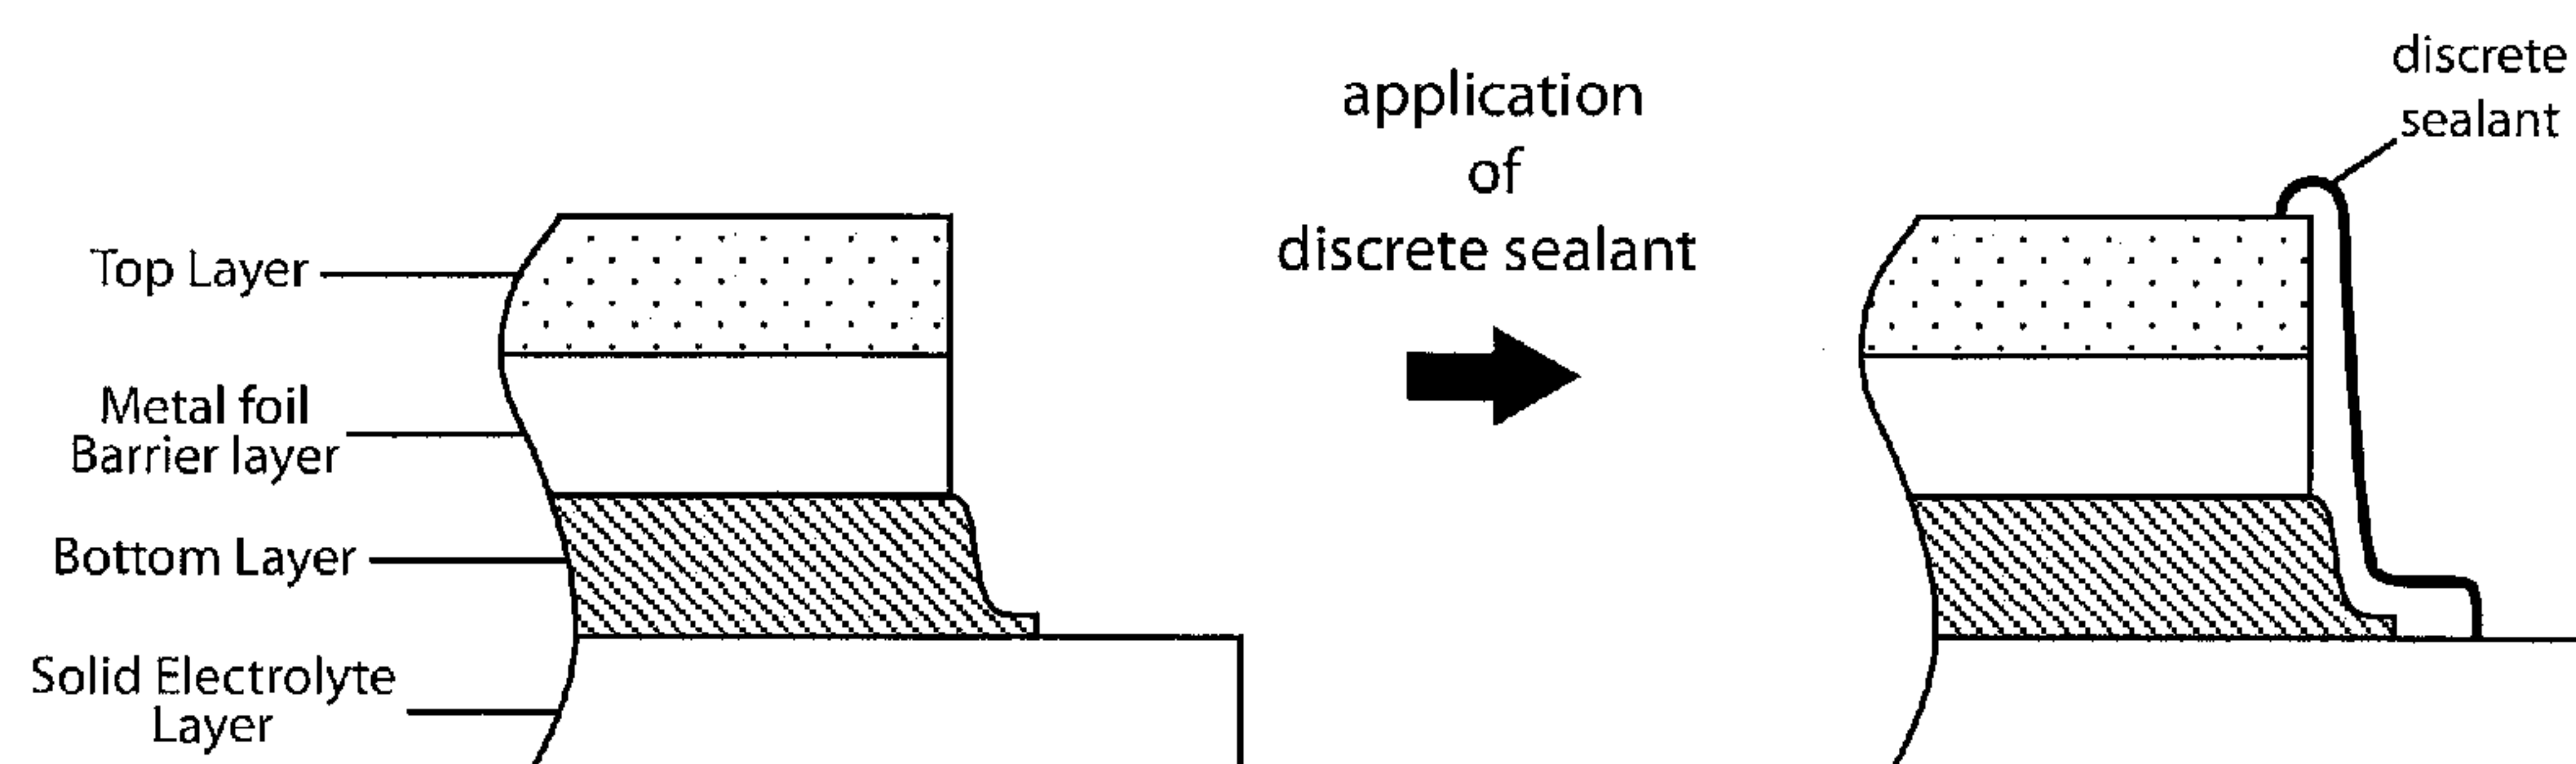 Top Layer
Metal foil
Barrier layer
Bottom Layer
Solid Electrolyte
Layer
application
of
discrete sealant
discrete
sealant